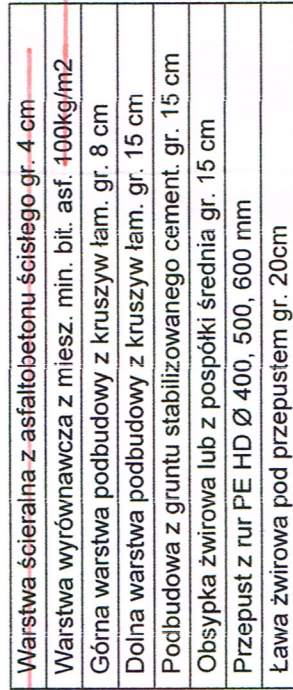 Warstwa ścieralna z asfaltobetonu ścisłego gr. 4 cm
Warstwa wyrównawcza z miesz. min. bit. asf. 100kg/m2
Górna warstwa podbudowy z kruszyw łam. gr. 8 cm
Dolna warstwa podbudowy z kruszyw łam. gr. 15 cm
Podbudowa z gruntu stabilizowanego cement. gr. 15 cm
Obsypka żwirowa lub z pospółki średnia gr. 15 cm
Przepust z rur PE HD Ø 400, 500, 600 mm
Ława żwirowa pod przepustem gr. 20cm